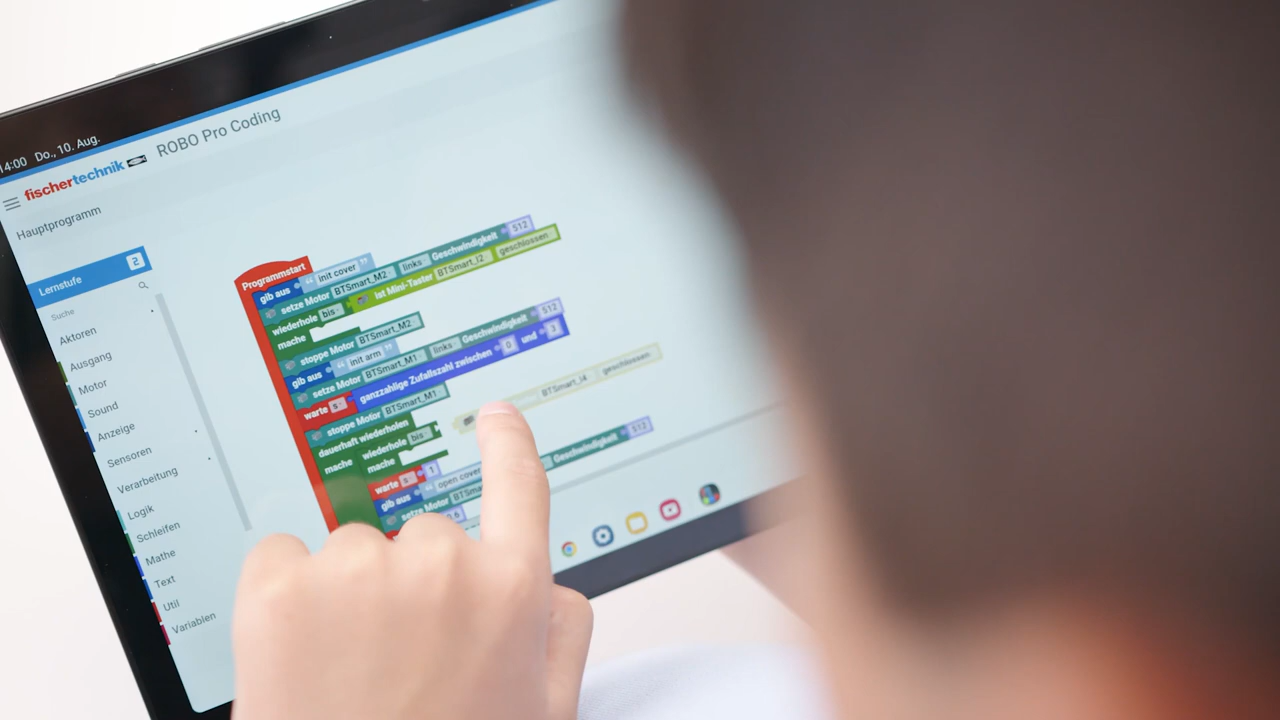 14:00 Do., 10. Aug.
fischertechnik ROBO Pro Coding
Hauptprogramm
Lernstufe 2
Suche
Aktoren
Ausgang
Motor
Sound
Anzeige
Sensoren
Verarbeitung
Logik
Schleifen
Mathe
Text
Util
Variablen
Programmstart
gib aus “ init cover ”
setze Motor BTSmart_M2 links Geschwindigkeit 512
wiederhole bis ist Mini-Taster BTSmart_I2 geschlossen
mache
stoppe Motor BTSmart_M2
gib aus “ init arm ”
setze Motor BTSmart_M1 links Geschwindigkeit 512
warte s ganzzahlige Zufallszahl zwischen 0 und 3
stoppe Motor BTSmart_M1
dauerhaft wiederholen
mache wiederhole bis
mache
BTSmart_I4 geschlossen
warte s 1
gib aus “ open cover
setze Motor BTSma Geschwindigkeit 512